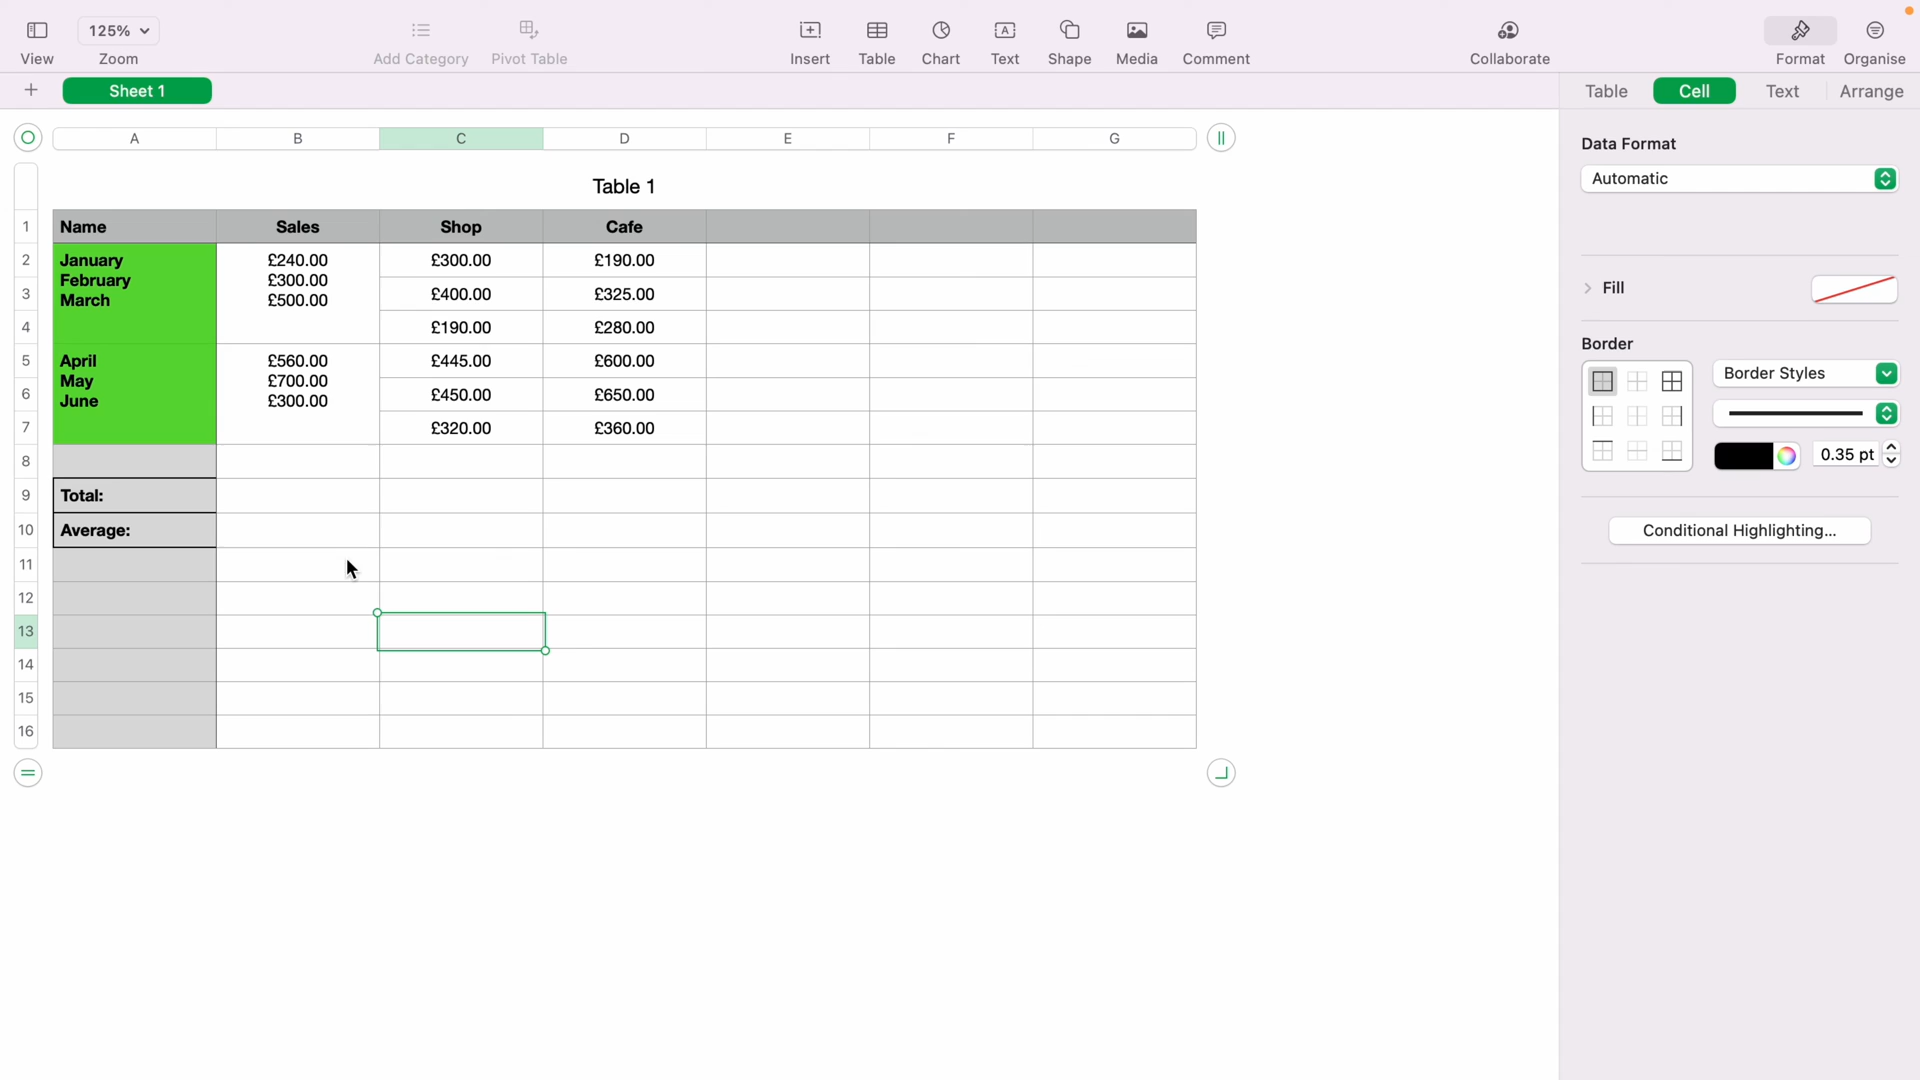 125%
View
Zoom
Add Category
Pivot Table
Insert
Table
Chart
Text
Shape
Media
Comment
Collaborate
Format
Organise
Sheet 1
Table
Cell
Text
Arrange
A B C D E F G
Table 1
1 Name Sales Shop Cafe
2 January £240.00 £300.00 £190.00
February £300.00
3 March £500.00 £400.00 £325.00
4 £190.00 £280.00
5 April £560.00 £445.00 £600.00
May £700.00
6 June £300.00 £450.00 £650.00
7 £320.00 £360.00
8
9 Total:
10 Average:
11
12
13
14
15
16
Data Format
Automatic
Fill
Border
Border Styles
0.35 pt
Conditional Highlighting...